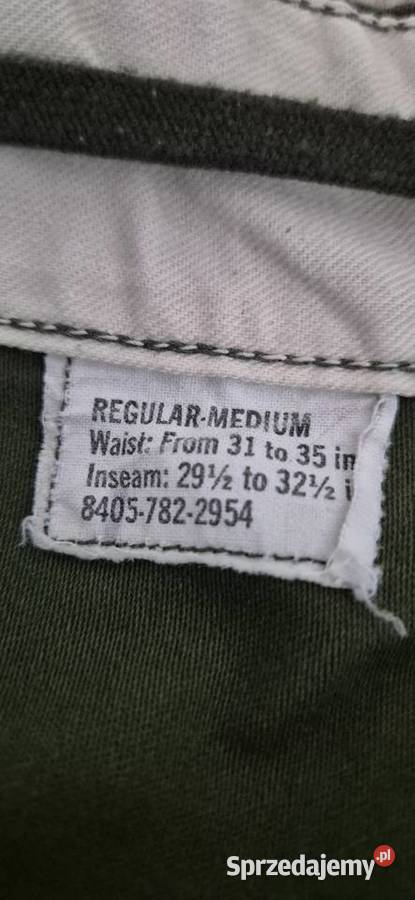 REGULAR-MEDIUM
Waist: From 31 to 35 in
Inseam: 29½ to 32½ i
8405-782-2954
Sprzedajemy.pl